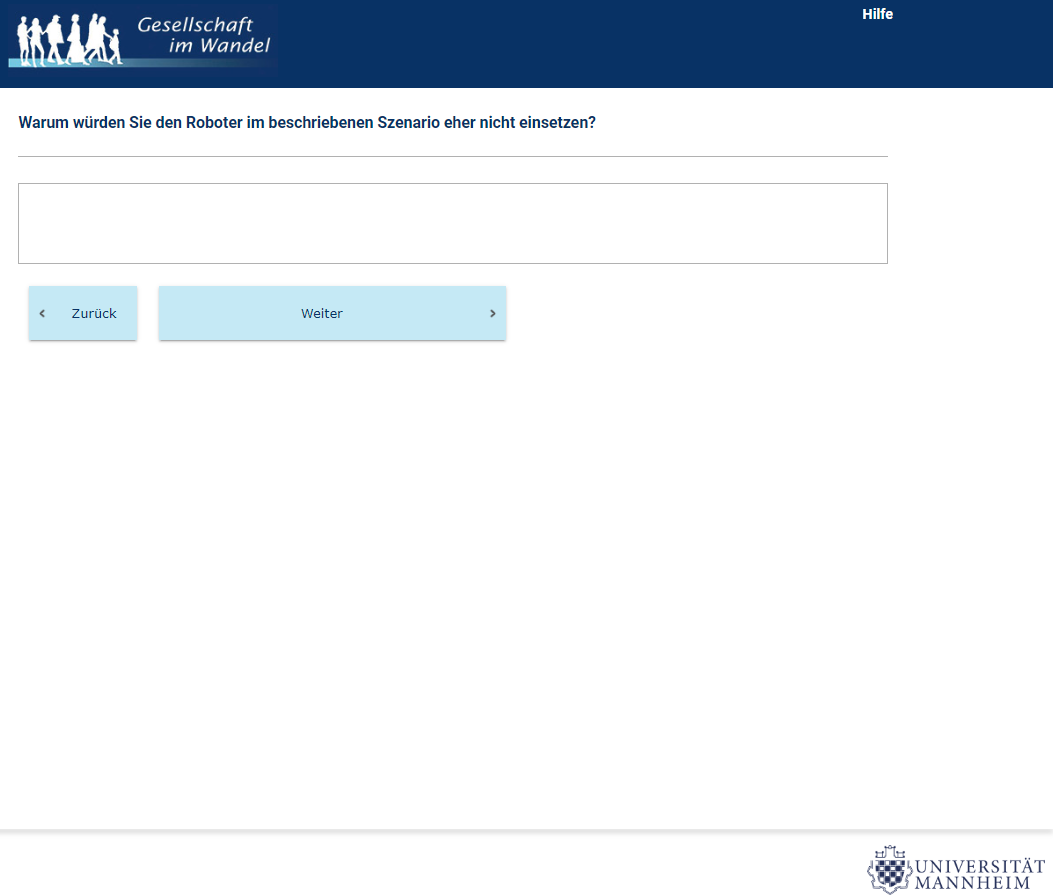 Gesellschaft
im Wandel
Hilfe
Warum würden Sie den Roboter im beschriebenen Szenario eher nicht einsetzen?
Zurück
Weiter
UNIVERSITÄT
MANNHEIM